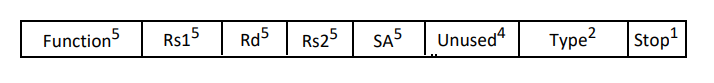 Function⁵ Rs1⁵ Rd⁵ Rs2⁵ SA⁵ Unused⁴ Type² Stop¹